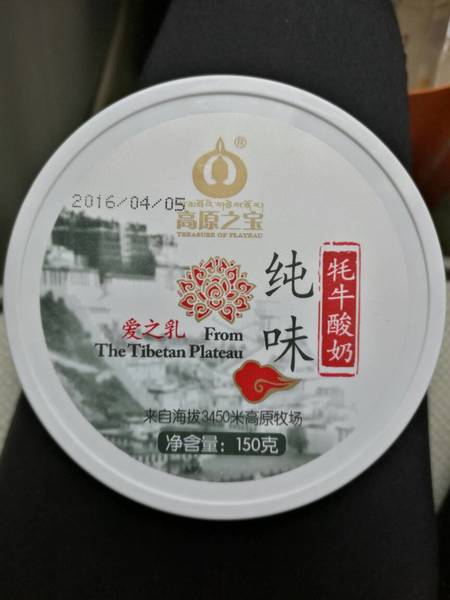 ®
2016/04/05
高原之宝
TREASURE OF PLATEAU
纯味
牦牛酸奶
爱之乳 From
The Tibetan Plateau
来自海拔3450米高原牧场
净含量：150克